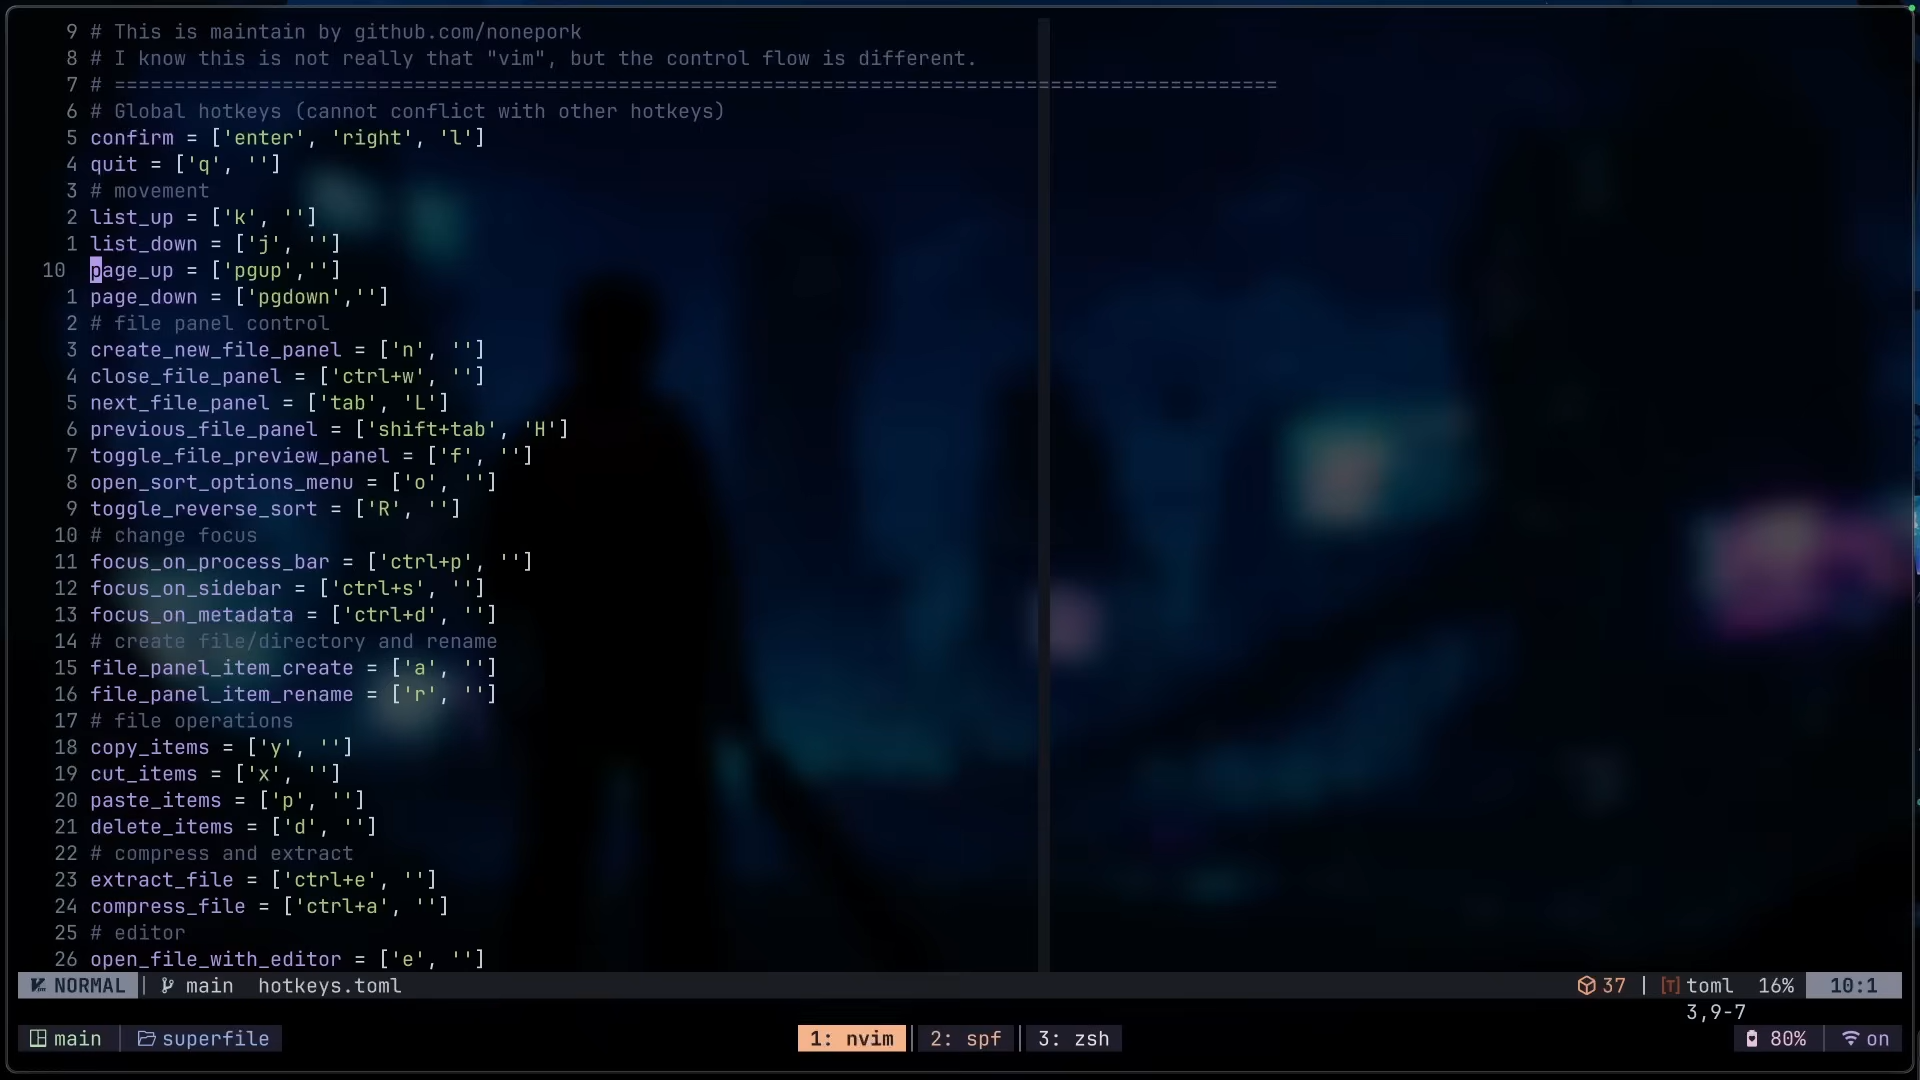 9 # This is maintain by github.com/nonepork
8 # I know this is not really that "vim", but the control flow is different.
7 # =================================================================================================
6 # Global hotkeys (cannot conflict with other hotkeys)
5 confirm = ['enter', 'right', 'l']
4 quit = ['q', '']
3 # movement
2 list_up = ['k', '']
1 list_down = ['j', '']
10 page_up = ['pgup','']
1 page_down = ['pgdown','']
2 # file panel control
3 create_new_file_panel = ['n', '']
4 close_file_panel = ['ctrl+w', '']
5 next_file_panel = ['tab', 'L']
6 previous_file_panel = ['shift+tab', 'H']
7 toggle_file_preview_panel = ['f', '']
8 open_sort_options_menu = ['o', '']
9 toggle_reverse_sort = ['R', '']
10 # change focus
11 focus_on_process_bar = ['ctrl+p', '']
12 focus_on_sidebar = ['ctrl+s', '']
13 focus_on_metadata = ['ctrl+d', '']
14 # create file/directory and rename
15 file_panel_item_create = ['a', '']
16 file_panel_item_rename = ['r', '']
17 # file operations
18 copy_items = ['y', '']
19 cut_items = ['x', '']
20 paste_items = ['p', '']
21 delete_items = ['d', '']
22 # compress and extract
23 extract_file = ['ctrl+e', '']
24 compress_file = ['ctrl+a', '']
25 # editor
26 open_file_with_editor = ['e', '']
NORMAL | main hotkeys.toml 37 | [T] toml 16% 10:1
3,9-7
main | superfile 1: nvim | 2: spf | 3: zsh 80% | on